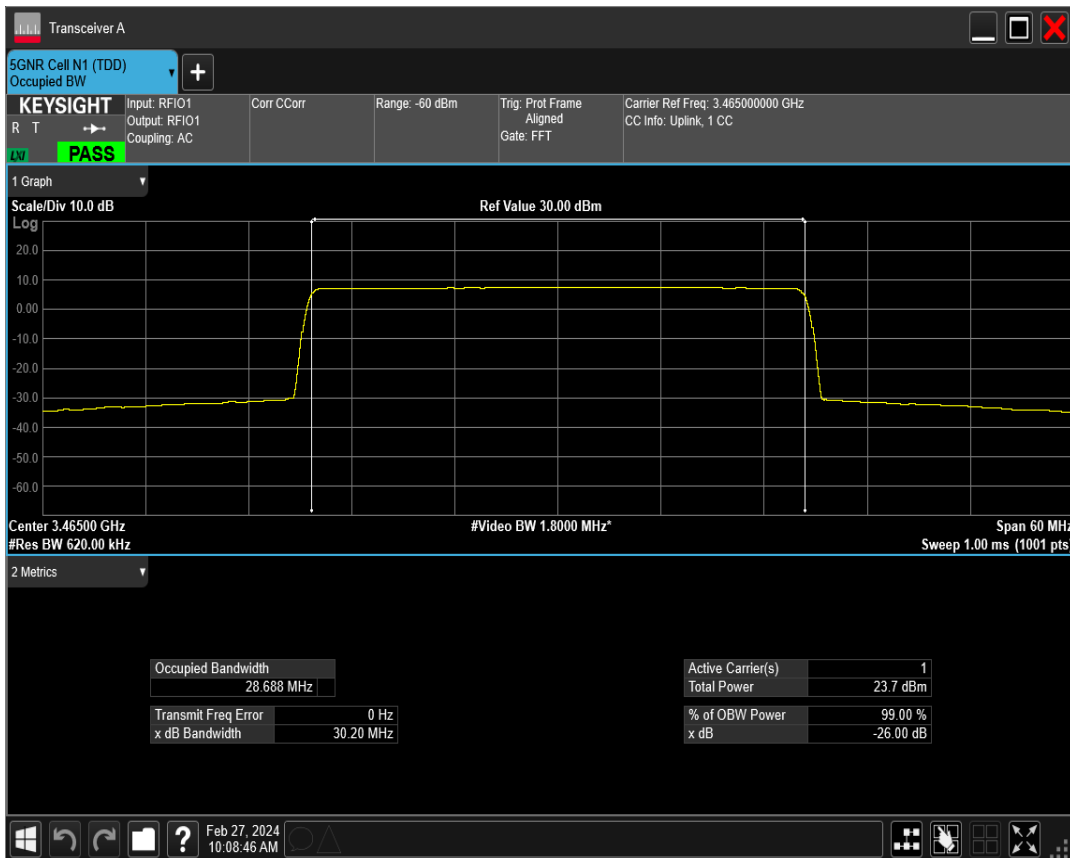 Transceiver A
5GNR Cell N1 (TDD)
Occupied BW
+
KEYSIGHT
R T
LXI
PASS
Input: RFIO1
Output: RFIO1
Coupling: AC
Corr CCorr
Range: -60 dBm
Trig: Prot Frame
Aligned
Gate: FFT
Carrier Ref Freq: 3.465000000 GHz
CC Info: Uplink, 1 CC
1 Graph
Scale/Div 10.0 dB
Ref Value 30.00 dBm
Log
20.0
10.0
0.00
-10.0
-20.0
-30.0
-40.0
-50.0
-60.0
Center 3.46500 GHz
#Video BW 1.8000 MHz*
Span 60 MHz
#Res BW 620.00 kHz
Sweep 1.00 ms (1001 pts)
2 Metrics
Occupied Bandwidth
28.688 MHz
Transmit Freq Error 0 Hz
x dB Bandwidth 30.20 MHz
Active Carrier(s) 1
Total Power 23.7 dBm
% of OBW Power 99.00 %
x dB -26.00 dB
?
Feb 27, 2024
10:08:46 AM